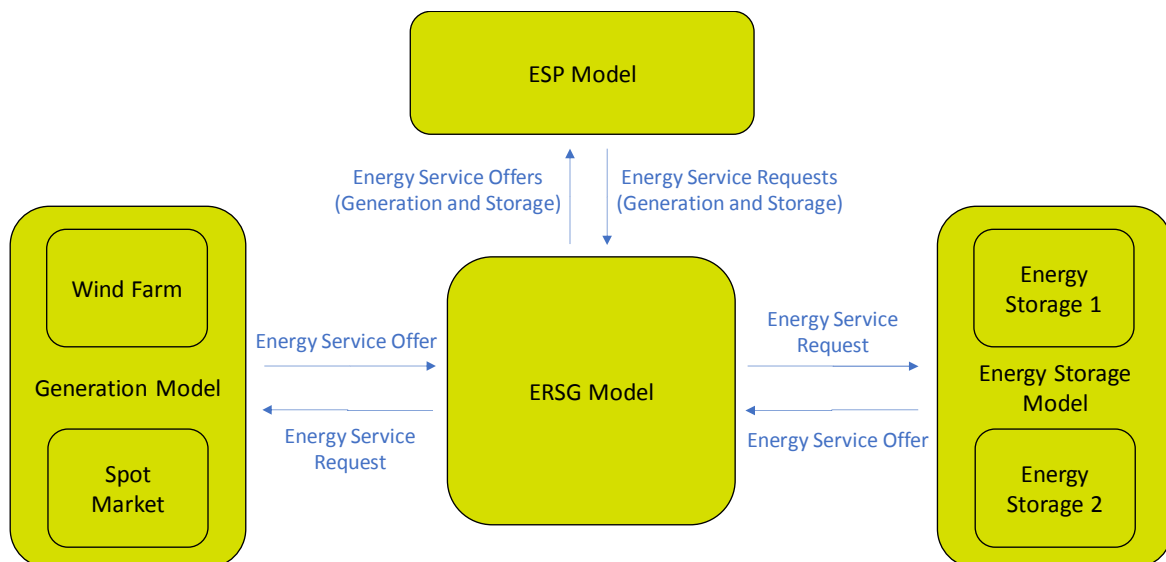 ESP Model
Energy Service Offers
(Generation and Storage)
Energy Service Requests
(Generation and Storage)
Wind Farm
Generation Model
Spot
Market
Energy Service Offer
Energy Service
Request
ERSG Model
Energy Service
Request
Energy Service Offer
Energy
Storage 1
Energy Storage
Model
Energy
Storage 2